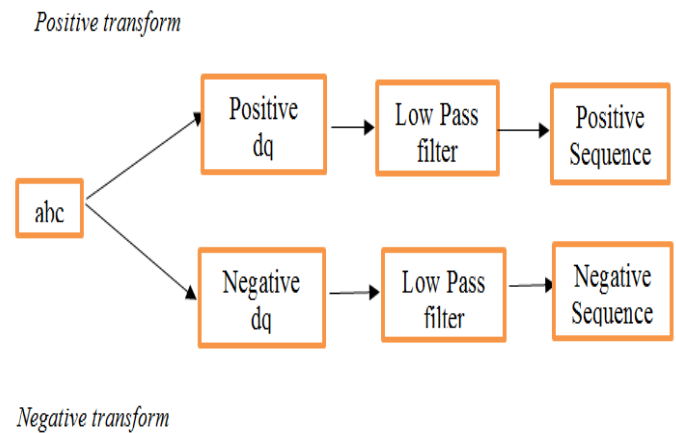 Positive transform
Positive
dq
Low Pass
filter
Positive
Sequence
abc
Negative
dq
Low Pass
filter
Negative
Sequence
Negative transform